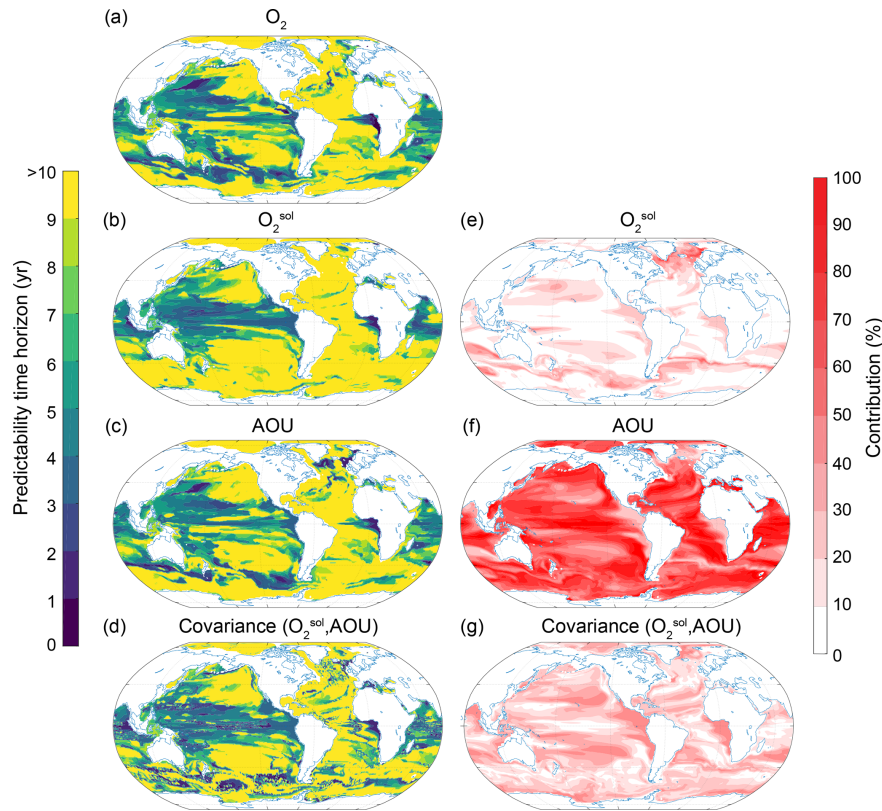 (a) O₂
(b) O₂ˢᵒˡ
(e) O₂ˢᵒˡ
(c) AOU
(f) AOU
(d) Covariance (O₂ˢᵒˡ,AOU)
(g) Covariance (O₂ˢᵒˡ,AOU)
Predictability time horizon (yr)
>10
9
8
7
6
5
4
3
2
1
0
Contribution (%)
100
90
80
70
60
50
40
30
20
10
0